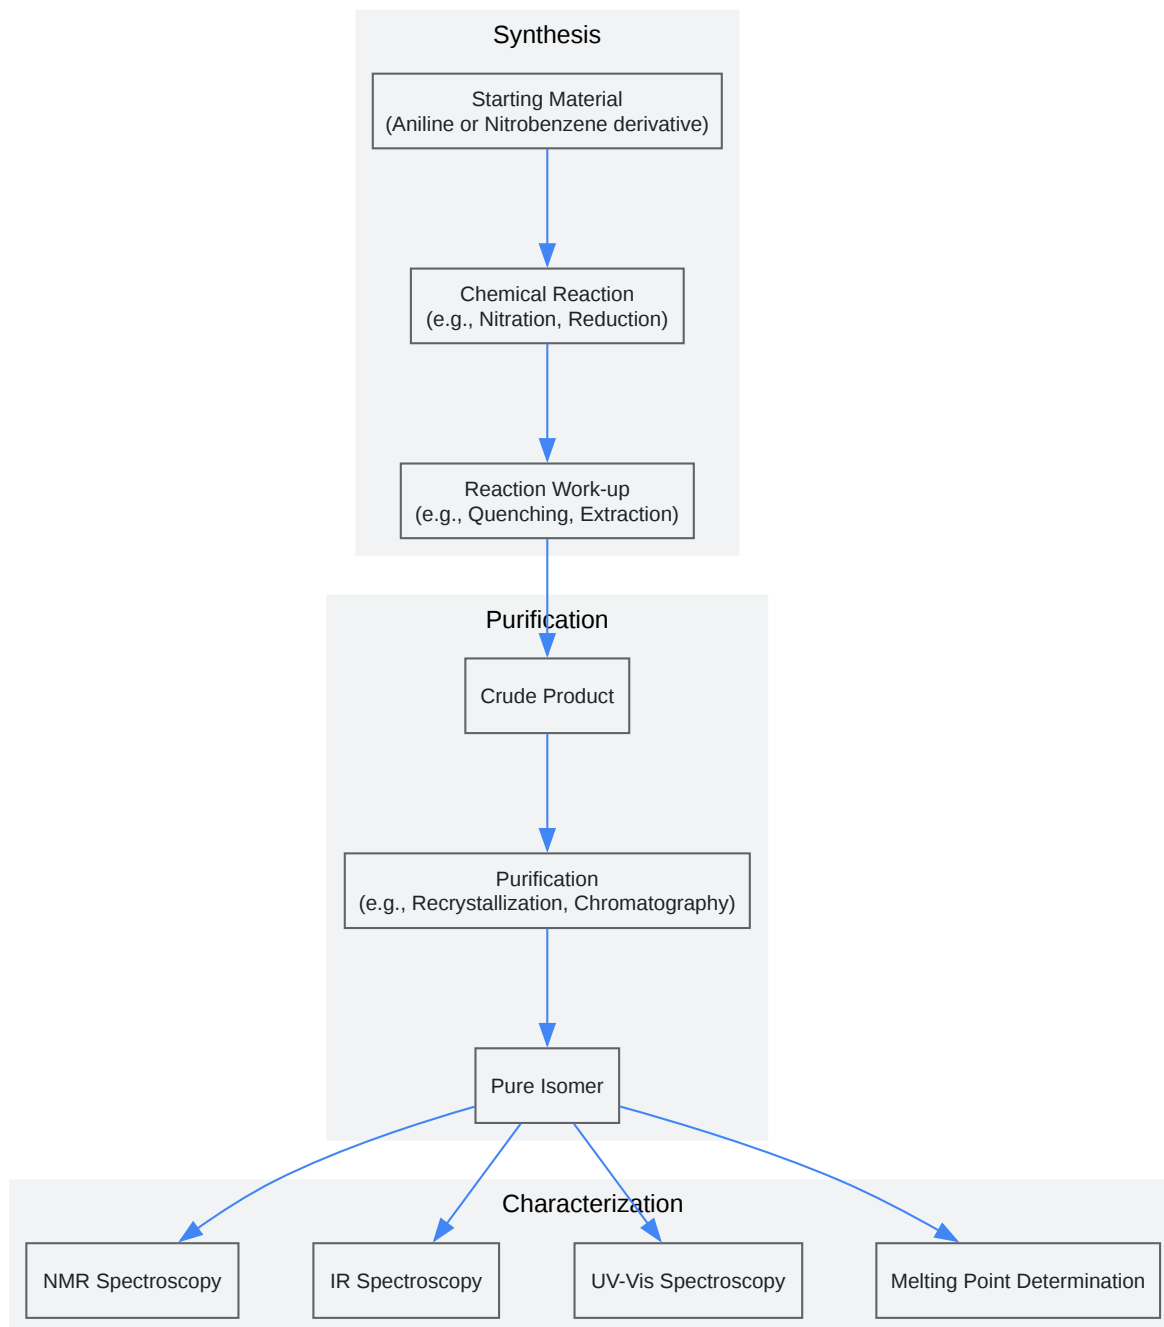 Synthesis
Starting Material
(Aniline or Nitrobenzene derivative)
Chemical Reaction
(e.g., Nitration, Reduction)
Reaction Work-up
(e.g., Quenching, Extraction)
Purification
Crude Product
Purification
(e.g., Recrystallization, Chromatography)
Pure Isomer
Characterization
NMR Spectroscopy
IR Spectroscopy
UV-Vis Spectroscopy
Melting Point Determination